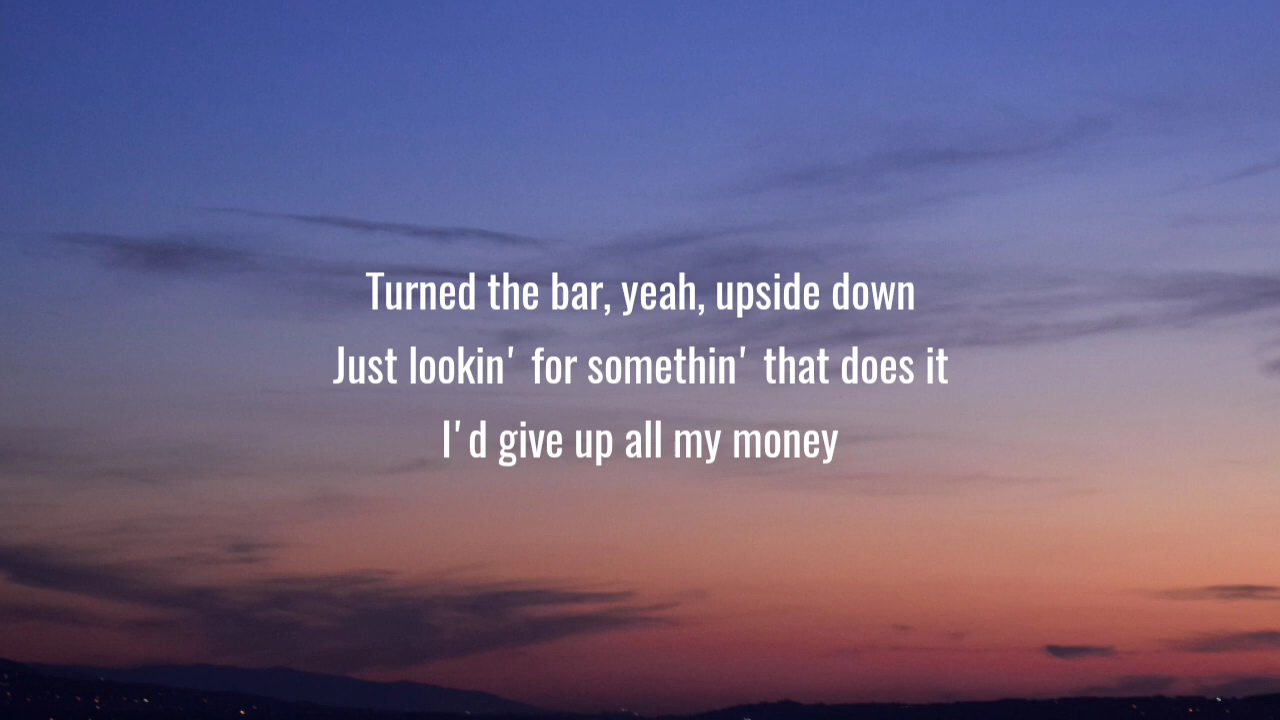 Turned the bar, yeah, upside down
Just lookin' for somethin' that does it
I'd give up all my money